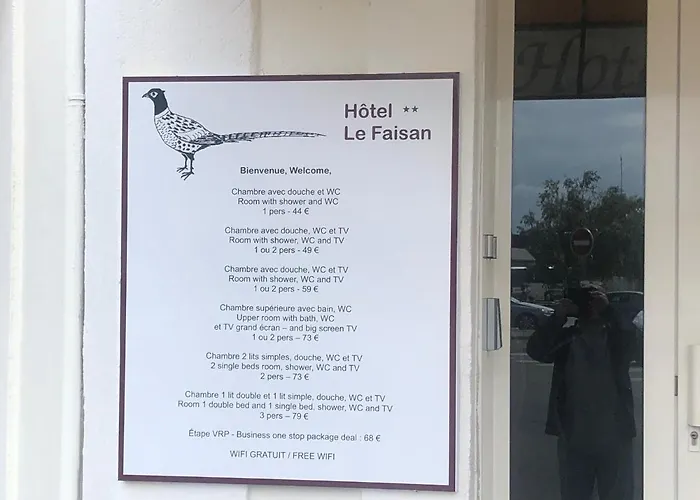 Hôtel **
Le Faisan
Bienvenue, Welcome,
Chambre avec douche et WC
Room with shower and WC
1 pers - 44 €
Chambre avec douche, WC et TV
Room with shower, WC and TV
1 ou 2 pers - 49 €
Chambre avec douche, WC et TV
Room with shower, WC and TV
1 ou 2 pers - 59 €
Chambre supérieure avec bain, WC
Upper room with bath, WC
et TV grand écran – and big screen TV
1 ou 2 pers – 73 €
Chambre 2 lits simples, douche, WC et TV
2 single beds room, shower, WC and TV
2 pers – 73 €
Chambre 1 lit double et 1 lit simple, douche, WC et TV
Room 1 double bed and 1 single bed, shower, WC and TV
3 pers – 79 €
Étape VRP - Business one stop package deal : 68 €
WIFI GRATUIT / FREE WIFI